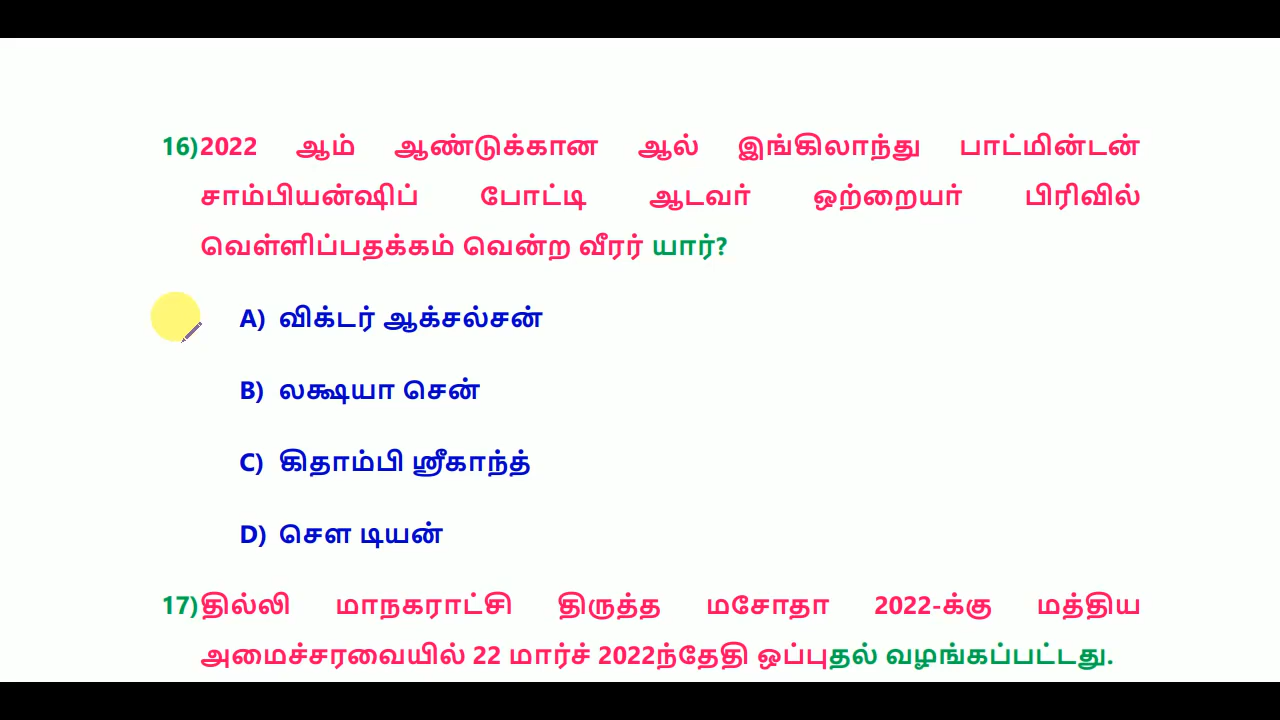 16)2022 ஆம் ஆண்டுக்கான ஆல் இங்கிலாந்து பாட்மின்டன்
சாம்பியன்ஷிப் போட்டி ஆடவர் ஒற்றையர் பிரிவில்
வெள்ளிப்பதக்கம் வென்ற வீரர் யார்?
A) விக்டர் ஆக்சல்சன்
B) லக்ஷயா சென்
C) கிதாம்பி ஸ்ரீகாந்த்
D) சௌ டியன்
17)தில்லி மாநகராட்சி திருத்த மசோதா 2022-க்கு மத்திய
அமைச்சரவையில் 22 மார்ச் 2022ந்தேதி ஒப்புதல் வழங்கப்பட்டது.